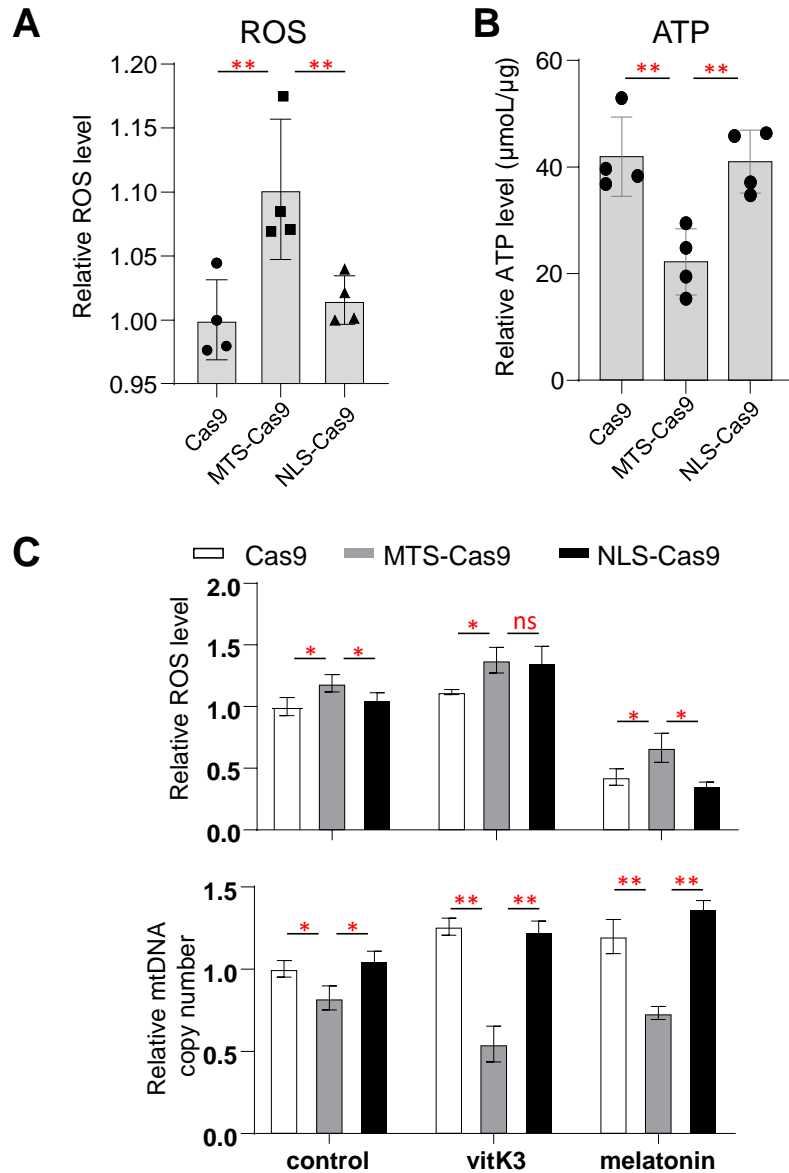 A
ROS
Relative ROS level
1.20
1.15
1.10
1.05
1.00
0.95
** **
Cas9
MTS-Cas9
NLS-Cas9
B
ATP
Relative ATP level (µmoL/µg)
60
40
20
0
** **
Cas9
MTS-Cas9
NLS-Cas9
C
Cas9 MTS-Cas9 NLS-Cas9
Relative ROS level
2.0
1.5
1.0
0.5
0.0
* * * ns * *
Relative mtDNA
copy number
1.5
1.0
0.5
0.0
* * ** ** ** **
control vitK3 melatonin